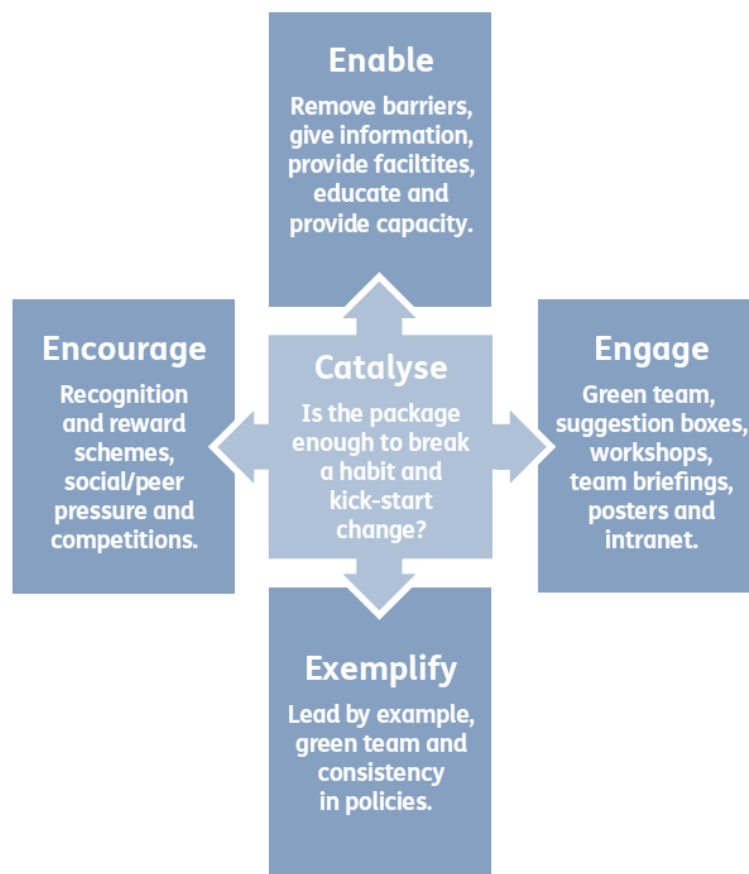 Enable
Remove barriers,
give information,
provide faciltites,
educate and
provide capacity.
Encourage
Recognition
and reward
schemes,
social/peer
pressure and
competitions.
Catalyse
Is the package
enough to break
a habit and
kick-start
change?
Engage
Green team,
suggestion boxes,
workshops,
team briefings,
posters and
intranet.
Exemplify
Lead by example,
green team and
consistency
in policies.